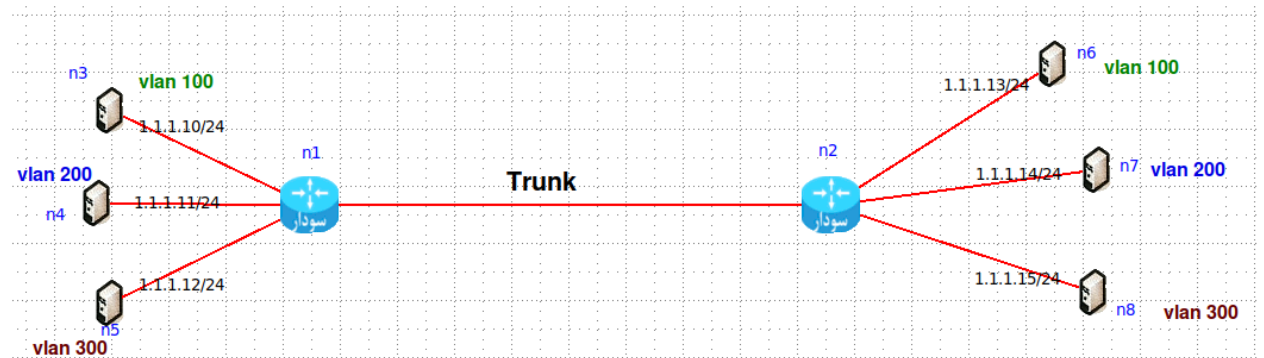 n3
vlan 100
1.1.1.10/24
vlan 200
n4
1.1.1.11/24
1.1.1.12/24
n5
vlan 300
n1
سودار
Trunk
n2
سودار
n6
vlan 100
1.1.1.13/24
n7
vlan 200
1.1.1.14/24
1.1.1.15/24
n8
vlan 300